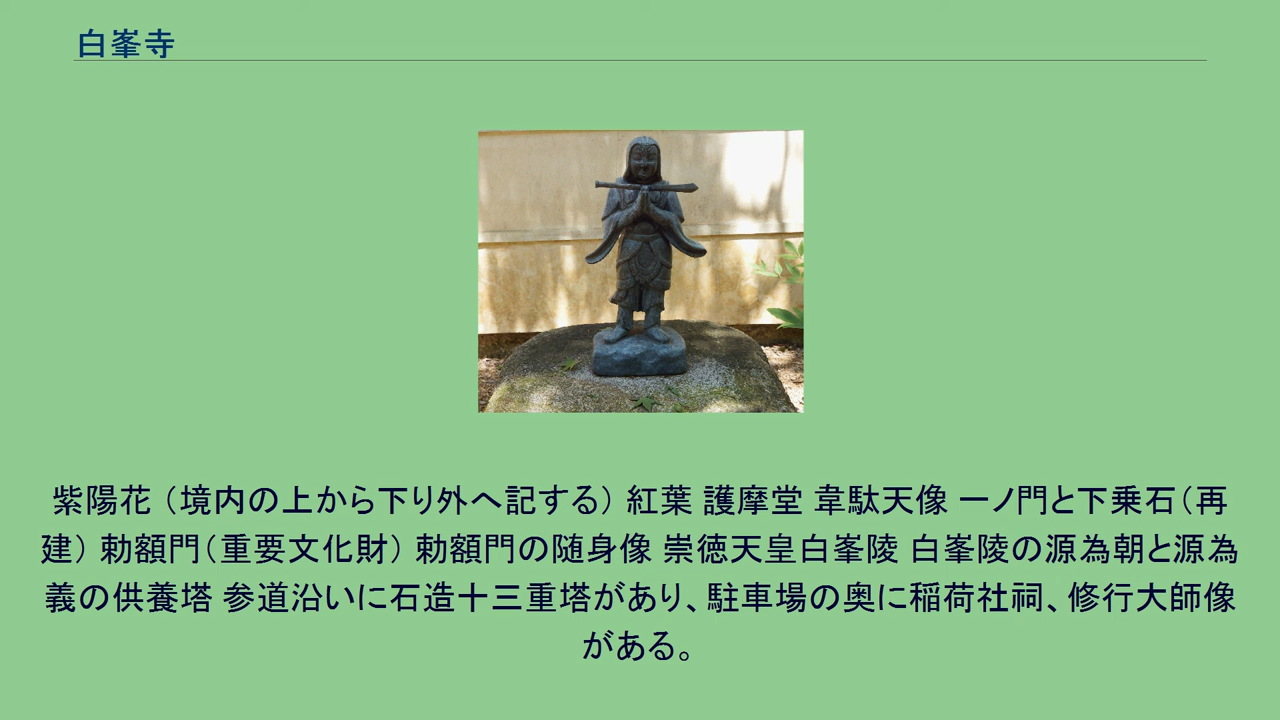 白峯寺
紫陽花 （境内の上から下り外へ記する） 紅葉 護摩堂 韋駄天像 一ノ門と下乗石（再
建） 勅額門（重要文化財） 勅額門の随身像 崇徳天皇白峯陵 白峯陵の源為朝と源為
義の供養塔 参道沿いに石造十三重塔があり、駐車場の奥に稲荷社祠、修行大師像
がある。